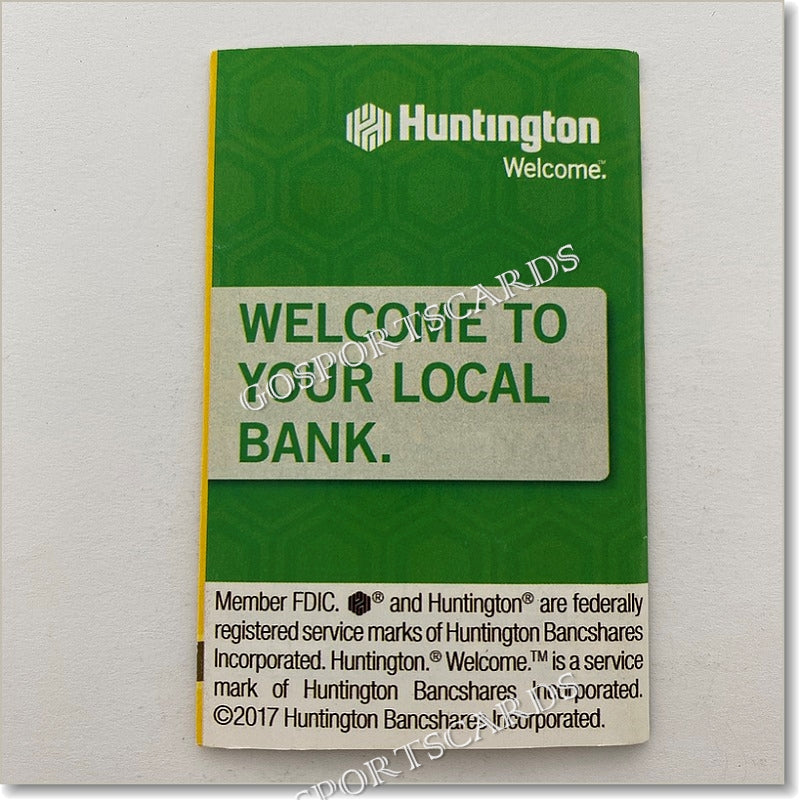 Huntington
Welcome.™
WELCOME TO
YOUR LOCAL
BANK.
GOSPORTSCARDS
Member FDIC. ® and Huntington® are federally
registered service marks of Huntington Bancshares
Incorporated. Huntington.® Welcome.™ is a service
mark of Huntington Bancshares Incorporated.
©2017 Huntington Bancshares Incorporated.
SPORTSCARDS